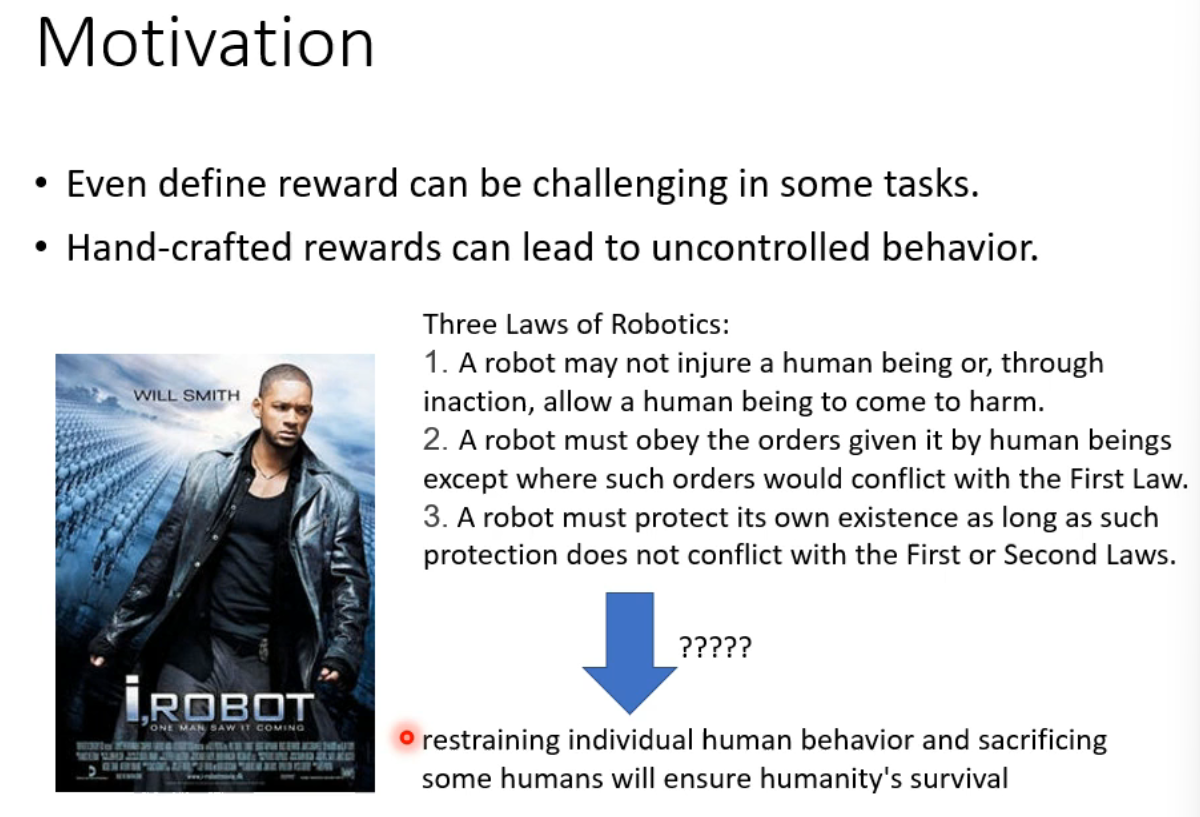 Motivation
• Even define reward can be challenging in some tasks.
• Hand-crafted rewards can lead to uncontrolled behavior.
Three Laws of Robotics:
1. A robot may not injure a human being or, through
inaction, allow a human being to come to harm.
2. A robot must obey the orders given it by human beings
except where such orders would conflict with the First Law.
3. A robot must protect its own existence as long as such
protection does not conflict with the First or Second Laws.
WILL SMITH
i,ROBOT
ONE MAN SAW IT COMING
?????
restraining individual human behavior and sacrificing
some humans will ensure humanity's survival